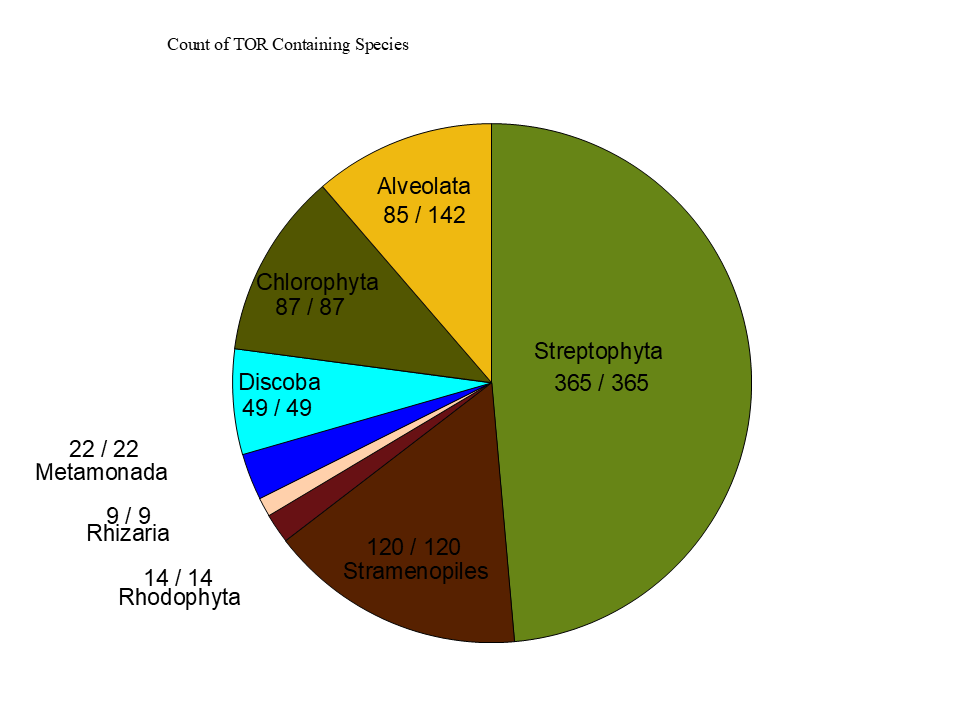 Count of TOR Containing Species
Alveolata
85 / 142
Chlorophyta
87 / 87
Streptophyta
365 / 365
Discoba
49 / 49
22 / 22
Metamonada
9 / 9
Rhizaria
120 / 120
Stramenopiles
14 / 14
Rhodophyta